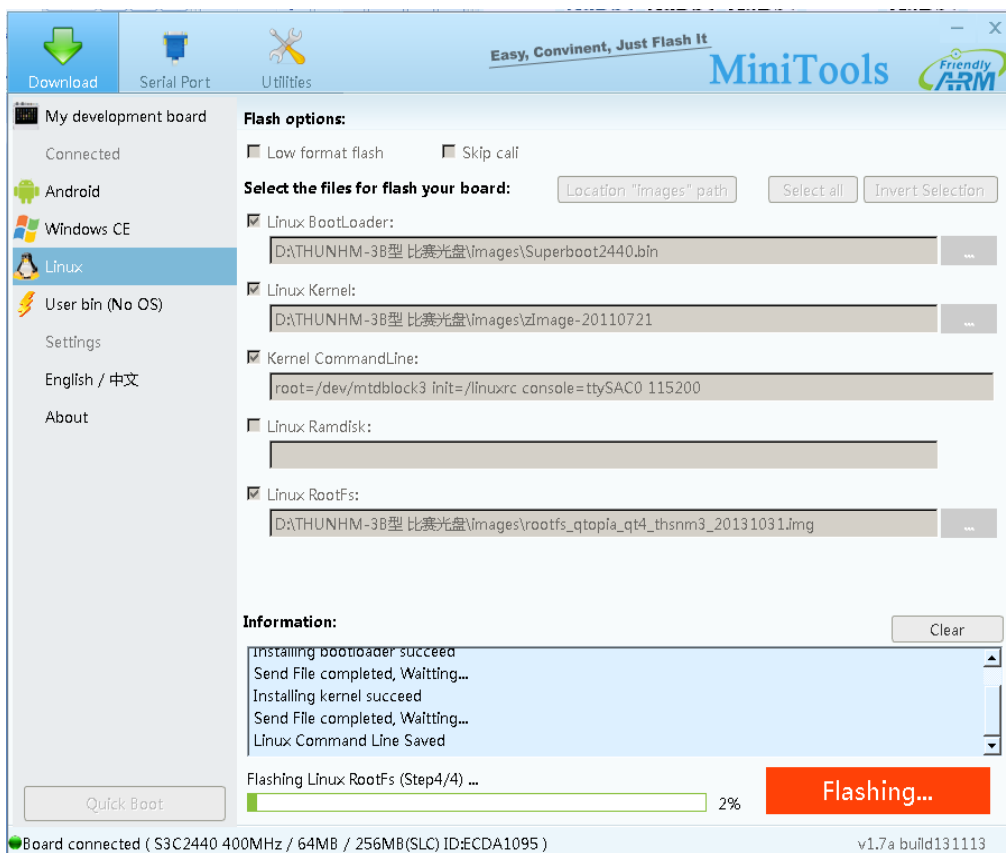 Easy, Convinent, Just Flash It
MiniTools
Friendly
ARM
Download
Serial Port
Utilities
My development board
Connected
Android
Windows CE
Linux
User bin (No OS)
Settings
English / 中文
About
Quick Boot
Flash options:
Low format flash
Skip cali
Select the files for flash your board:
Location "images" path
Select all
Invert Selection
Linux BootLoader:
D:\THUNHM-3B型 比赛光盘\images\Superboot2440.bin
...
Linux Kernel:
D:\THUNHM-3B型 比赛光盘\images\zImage-20110721
...
Kernel CommandLine:
root=/dev/mtdblock3 init=/linuxrc console=ttySAC0 115200
Linux Ramdisk:
Linux RootFs:
D:\THUNHM-3B型 比赛光盘\images\rootfs_qtopia_qt4_thsnm3_20131031.img
...
Information:
Clear
Installing bootloader succeed
Send File completed, Waitting...
Installing kernel succeed
Send File completed, Waitting...
Linux Command Line Saved
Flashing Linux RootFs (Step4/4) ...
2%
Flashing...
Board connected ( S3C2440 400MHz / 64MB / 256MB(SLC) ID:ECDA1095 )
v1.7a build131113